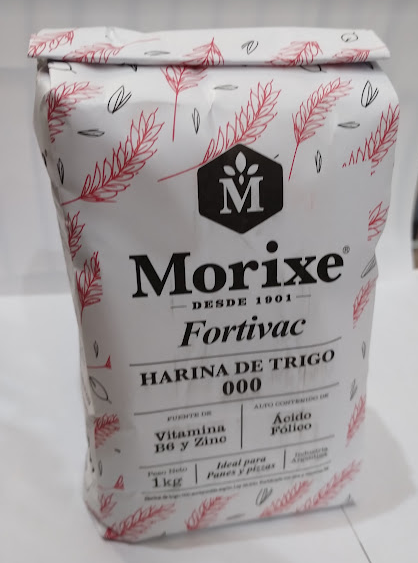 M
Morixe®
DESDE 1901
Fortivac
HARINA DE TRIGO
000
FUENTE DE
Vitamina
B6 y Zinc
ALTO CONTENIDO DE
Ácido
Fólico
Peso Neto
1kg
Ideal para
Panes y pizzas
Industria
Argentina